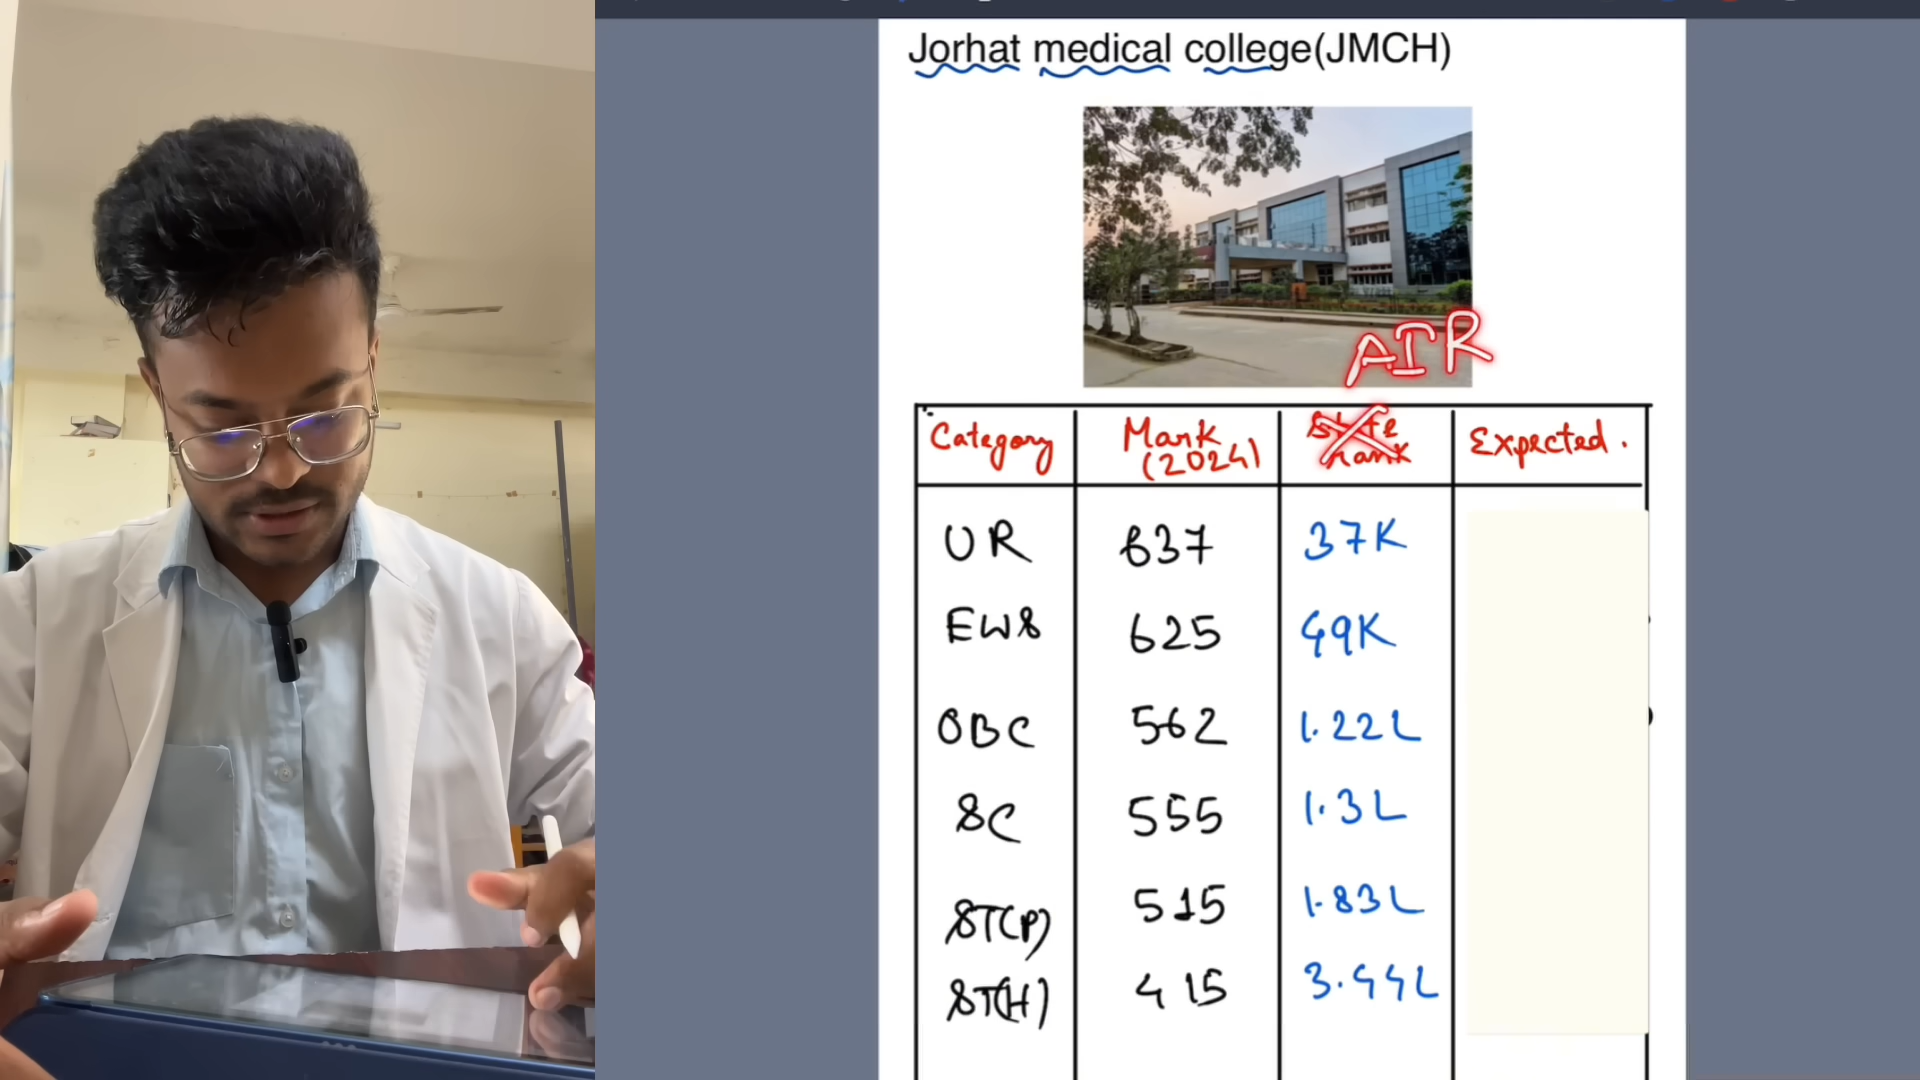 Jorhat medical college(JMCH)
AIR
Category Mark (2024) State Rank Expected.
UR 637 37K
EWS 625 49K
OBC 562 1.22L
SC 555 1.3L
ST(P) 515 1.83L
ST(H) 415 3.44L